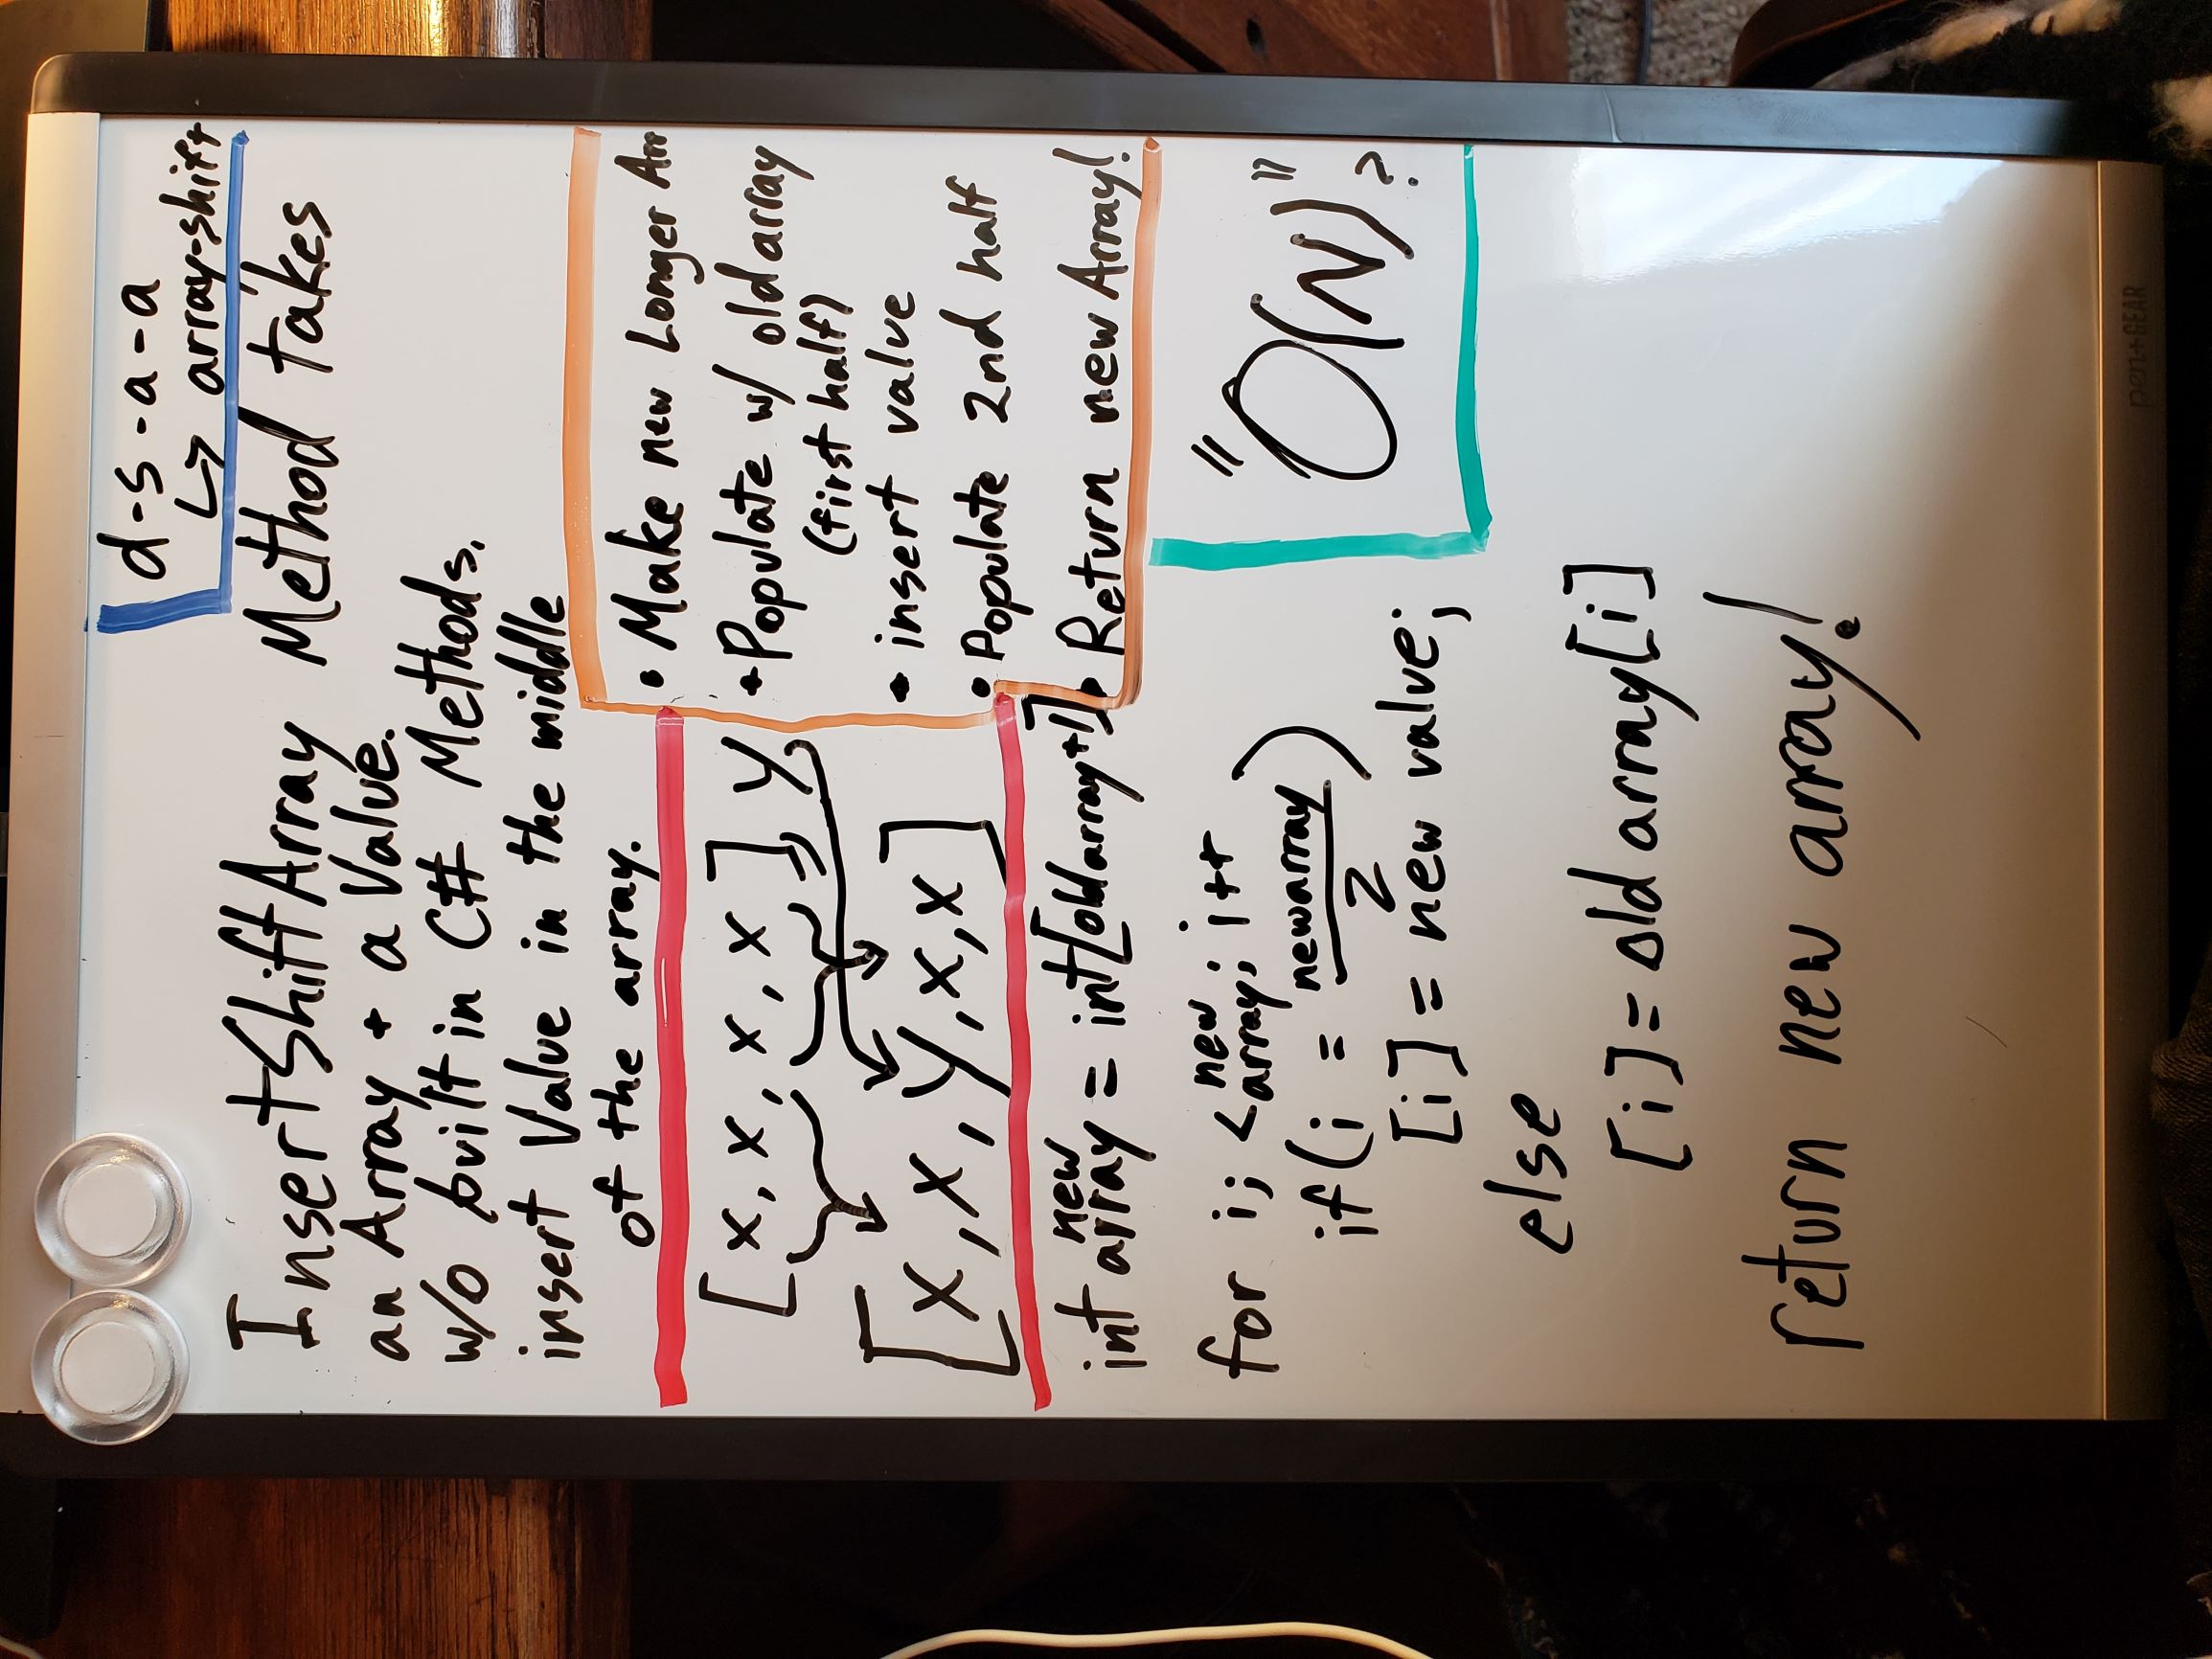 d-s-a-a
↳ array-shift
InsertShiftArray Method takes
an Array + a Value.
w/o built in C# Methods.
insert Value in the middle
of the array.
[x, x, x, x], y
[x, x, y, x, x]
• Make new Longer Arr
• Populate w/ old array
(first half)
• insert value
• Populate 2nd half
• Return new Array!
int new array = int[old array+1]
for i; < new array; i++
if(i = newarray / 2)
[i] = new value;
else
[i] = old array[i]
return new array!
"O(N)"?
pen+GEAR